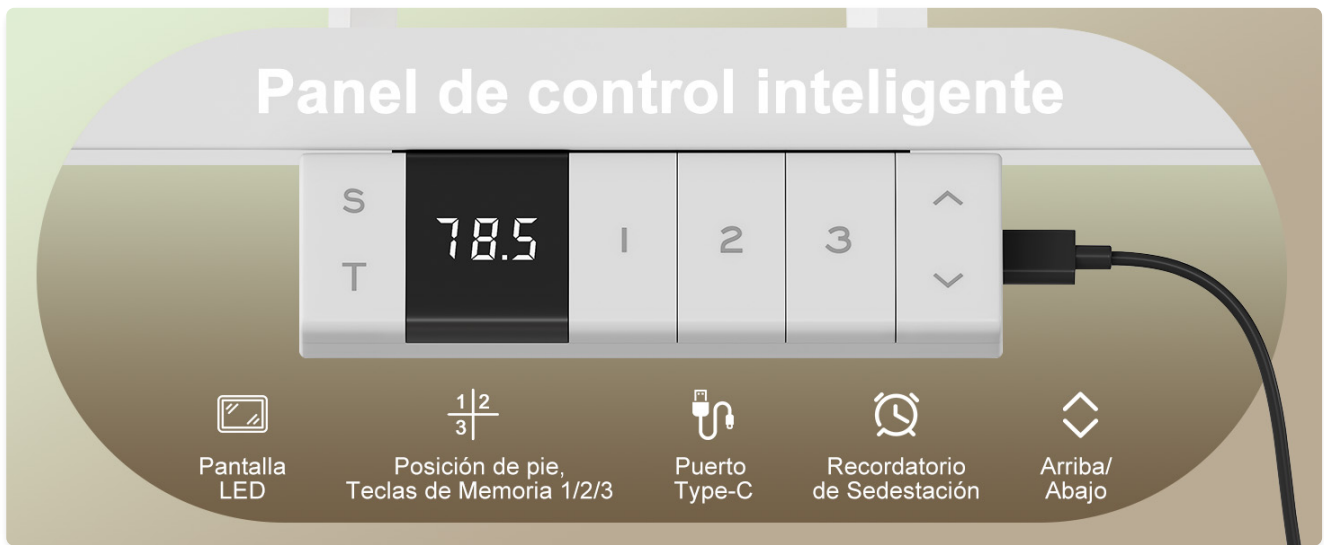 Panel de control inteligente
S
T
78.5
1
2
3
1 2
3
Pantalla
LED
Posición de pie,
Teclas de Memoria 1/2/3
Puerto
Type-C
Recordatorio
de Sedestación
Arriba/
Abajo